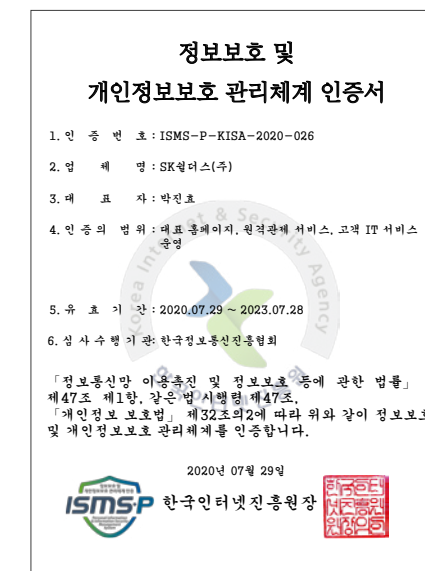 정보보호 및
개인정보보호 관리체계 인증서
1. 인 증 번 호 : ISMS-P-KISA-2020-026
2. 업 체 명 : SK쉴더스(주)
3. 대 표 자 : 박진효
4. 인 증 의 범 위 : 대표 홈페이지, 원격관제 서비스, 고객 IT 서비스
운영
5. 유 효 기 간 : 2020.07.29 ~ 2023.07.28
6. 심 사 수 행 기 관: 한국정보통신진흥협회
「정보통신망 이용촉진 및 정보보호 등에 관한 법률」
제47조 제1항, 같은 법 시행령 제47조,
「개인정보 보호법」 제32조의2에 따라 위와 같이 정보보호
및 개인정보보호 관리체계를 인증합니다.
2020년 07월 29일
ISMS-P 한국인터넷진흥원장